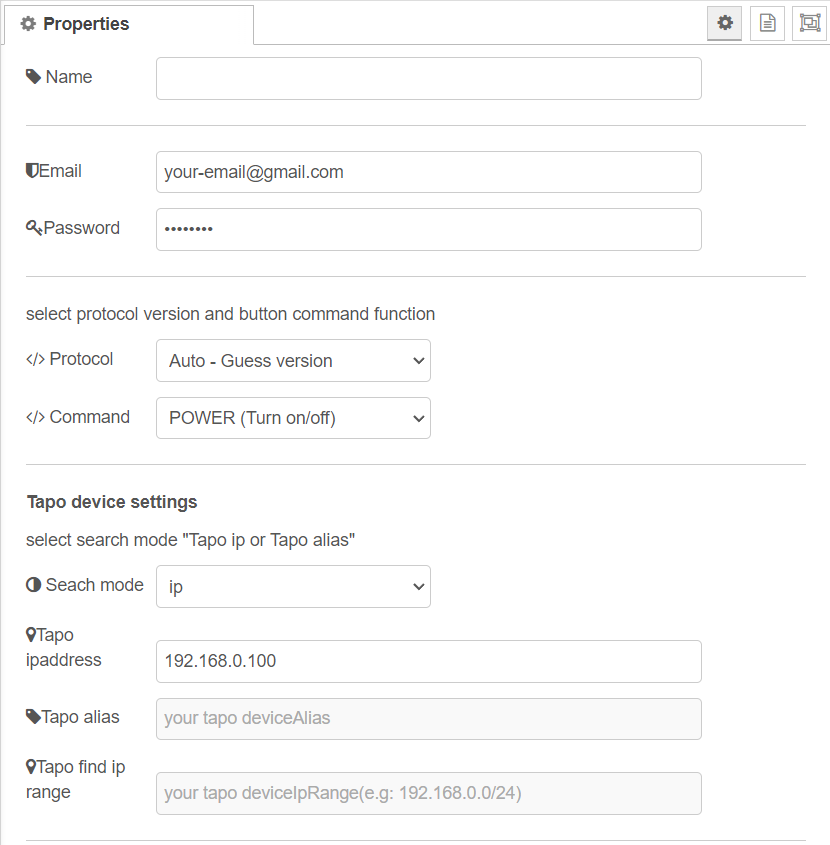 Properties
Name
Email
your-email@gmail.com
Password
••••••••
select protocol version and button command function
</> Protocol
Auto - Guess version
</> Command
POWER (Turn on/off)
Tapo device settings
select search mode "Tapo ip or Tapo alias"
Seach mode
ip
Tapo
ipaddress
192.168.0.100
Tapo alias
your tapo deviceAlias
Tapo find ip
range
your tapo deviceIpRange(e.g: 192.168.0.0/24)